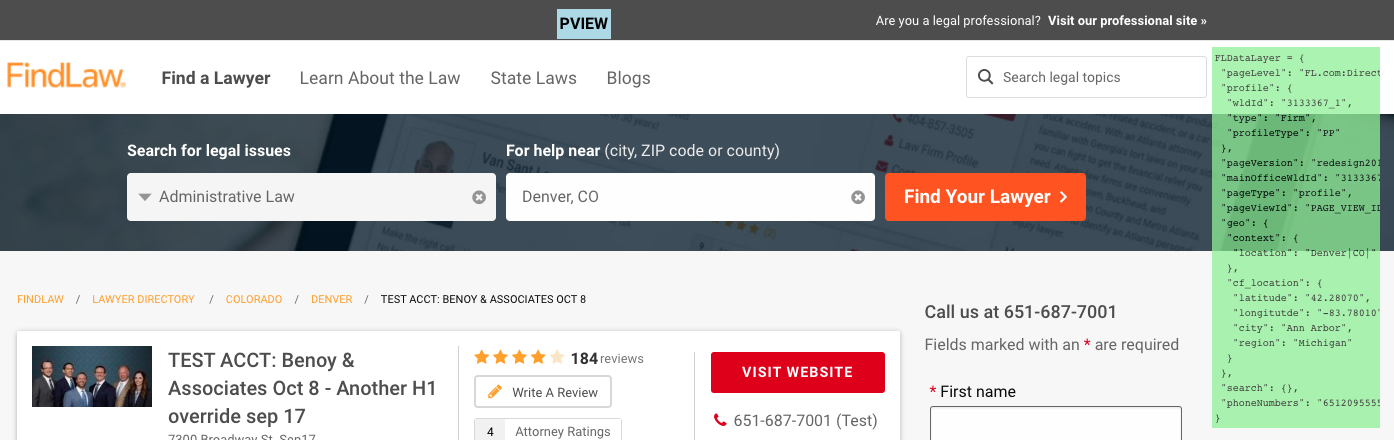 PVIEW
Are you a legal professional? Visit our professional site »
FindLaw.
Find a Lawyer
Learn About the Law
State Laws
Blogs
Search legal topics
Search for legal issues
For help near (city, ZIP code or county)
Administrative Law
Denver, CO
Find Your Lawyer
404-857-3505
Law Firm Profile
FINDLAW / LAWYER DIRECTORY / COLORADO / DENVER / TEST ACCT: BENOY & ASSOCIATES OCT 8
TEST ACCT: Benoy &
Associates Oct 8 - Another H1
override sep 17
7300 Broadway St, Sep17
184 reviews
Write A Review
4 Attorney Ratings
VISIT WEBSITE
651-687-7001 (Test)
Call us at 651-687-7001
Fields marked with an * are required
* First name
FLDataLayer = {
"pageLevel": "FL.com:Direct
"profile": {
"wldId": "3133367_1",
"type": "Firm",
"profileType": "PP"
},
"pageVersion": "redesign201
"mainOfficeWldId": "3133367
"pageType": "profile",
"pageViewId": "PAGE_VIEW_ID
"geo": {
"context": {
"location": "Denver|CO|"
},
"cf_location": {
"latitude": "42.28070",
"longitutde": "-83.78010"
"city": "Ann Arbor",
"region": "Michigan"
}
},
"search": {},
"phoneNumbers": "6512095555
}